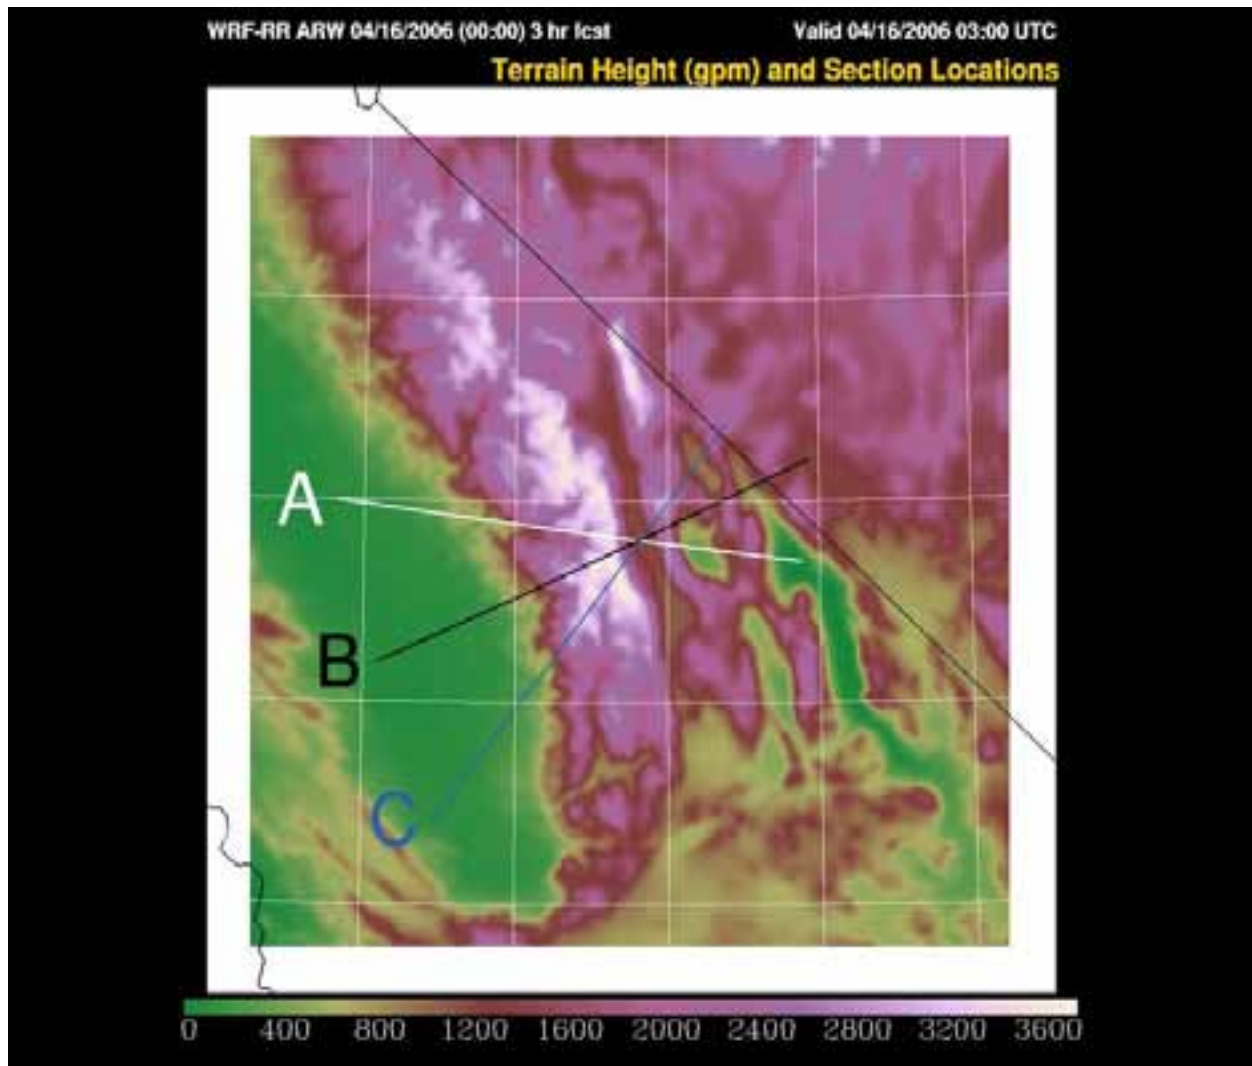 WRF-RR ARW 04/16/2006 (00:00) 3 hr fcst Valid 04/16/2006 03:00 UTC
Terrain Height (gpm) and Section Locations
A
B
C
0 400 800 1200 1600 2000 2400 2800 3200 3600